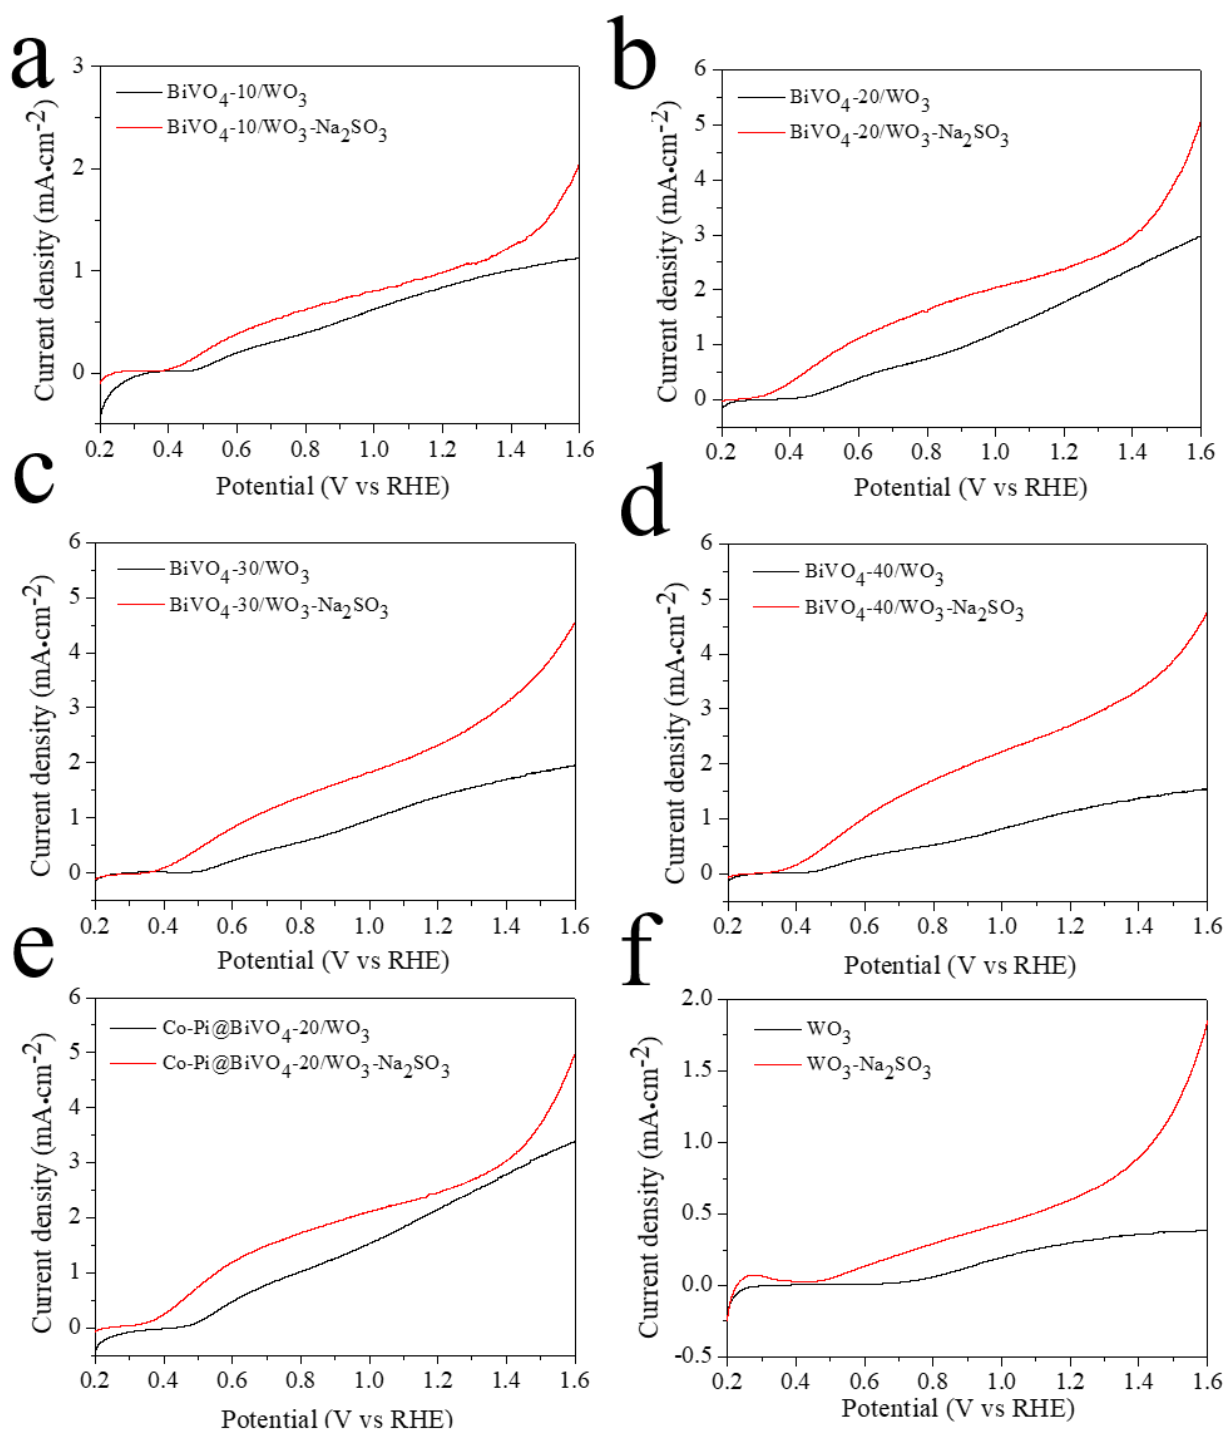 a
3
2
1
0
Current density (mA•cm⁻²)
BiVO₄-10/WO₃
BiVO₄-10/WO₃-Na₂SO₃
0.2 0.4 0.6 0.8 1.0 1.2 1.4 1.6
Potential (V vs RHE)
b
6
5
4
3
2
1
0
Current density (mA•cm⁻²)
BiVO₄-20/WO₃
BiVO₄-20/WO₃-Na₂SO₃
0.2 0.4 0.6 0.8 1.0 1.2 1.4 1.6
Potential (V vs RHE)
c
6
5
4
3
2
1
0
Current density (mA•cm⁻²)
BiVO₄-30/WO₃
BiVO₄-30/WO₃-Na₂SO₃
0.2 0.4 0.6 0.8 1.0 1.2 1.4 1.6
Potential (V vs RHE)
d
6
5
4
3
2
1
0
Current density (mA•cm⁻²)
BiVO₄-40/WO₃
BiVO₄-40/WO₃-Na₂SO₃
0.2 0.4 0.6 0.8 1.0 1.2 1.4 1.6
Potential (V vs RHE)
e
6
5
4
3
2
1
0
Current density (mA•cm⁻²)
Co-Pi@BiVO₄-20/WO₃
Co-Pi@BiVO₄-20/WO₃-Na₂SO₃
0.2 0.4 0.6 0.8 1.0 1.2 1.4 1.6
Potential (V vs RHE)
f
2.0
1.5
1.0
0.5
0.0
-0.5
Current density (mA•cm⁻²)
WO₃
WO₃-Na₂SO₃
0.2 0.4 0.6 0.8 1.0 1.2 1.4 1.6
Potential (V vs RHE)